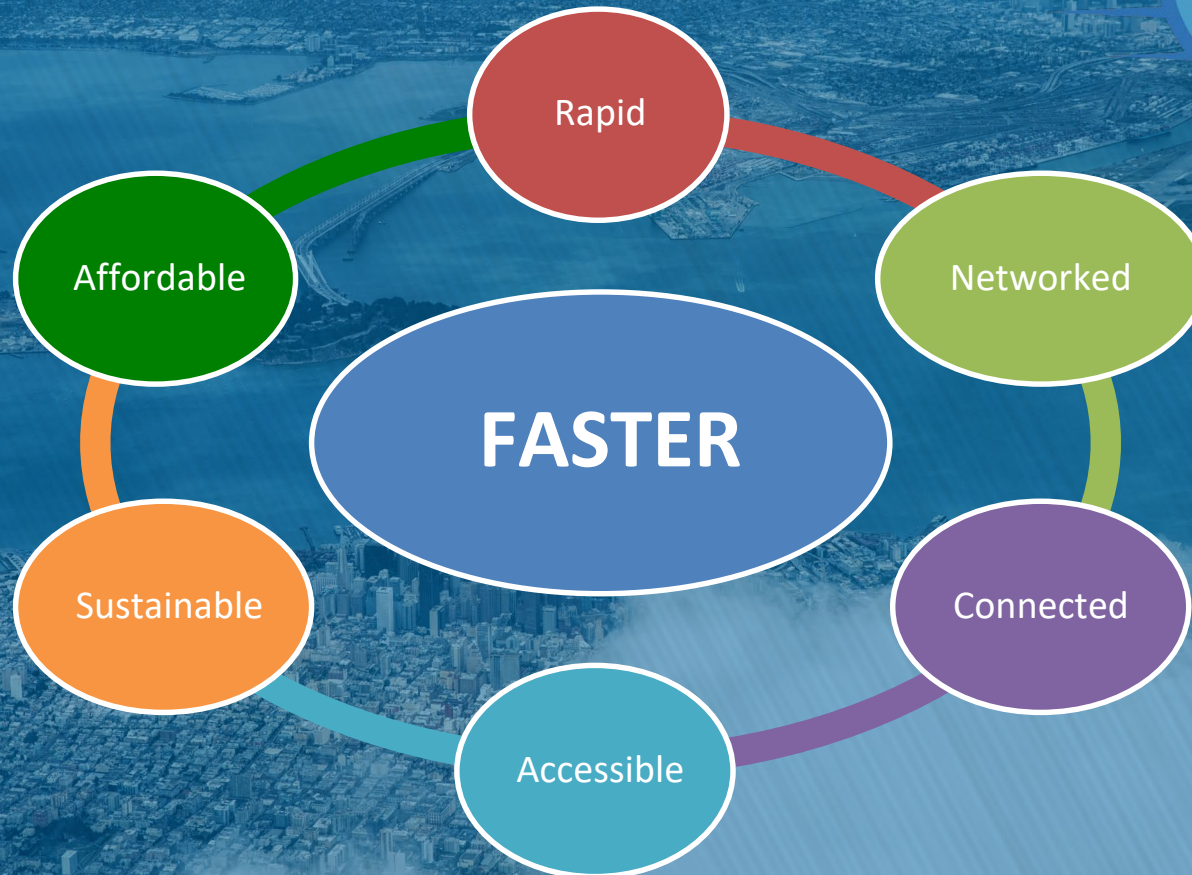 Rapid
Affordable
Networked
FASTER
Sustainable
Connected
Accessible